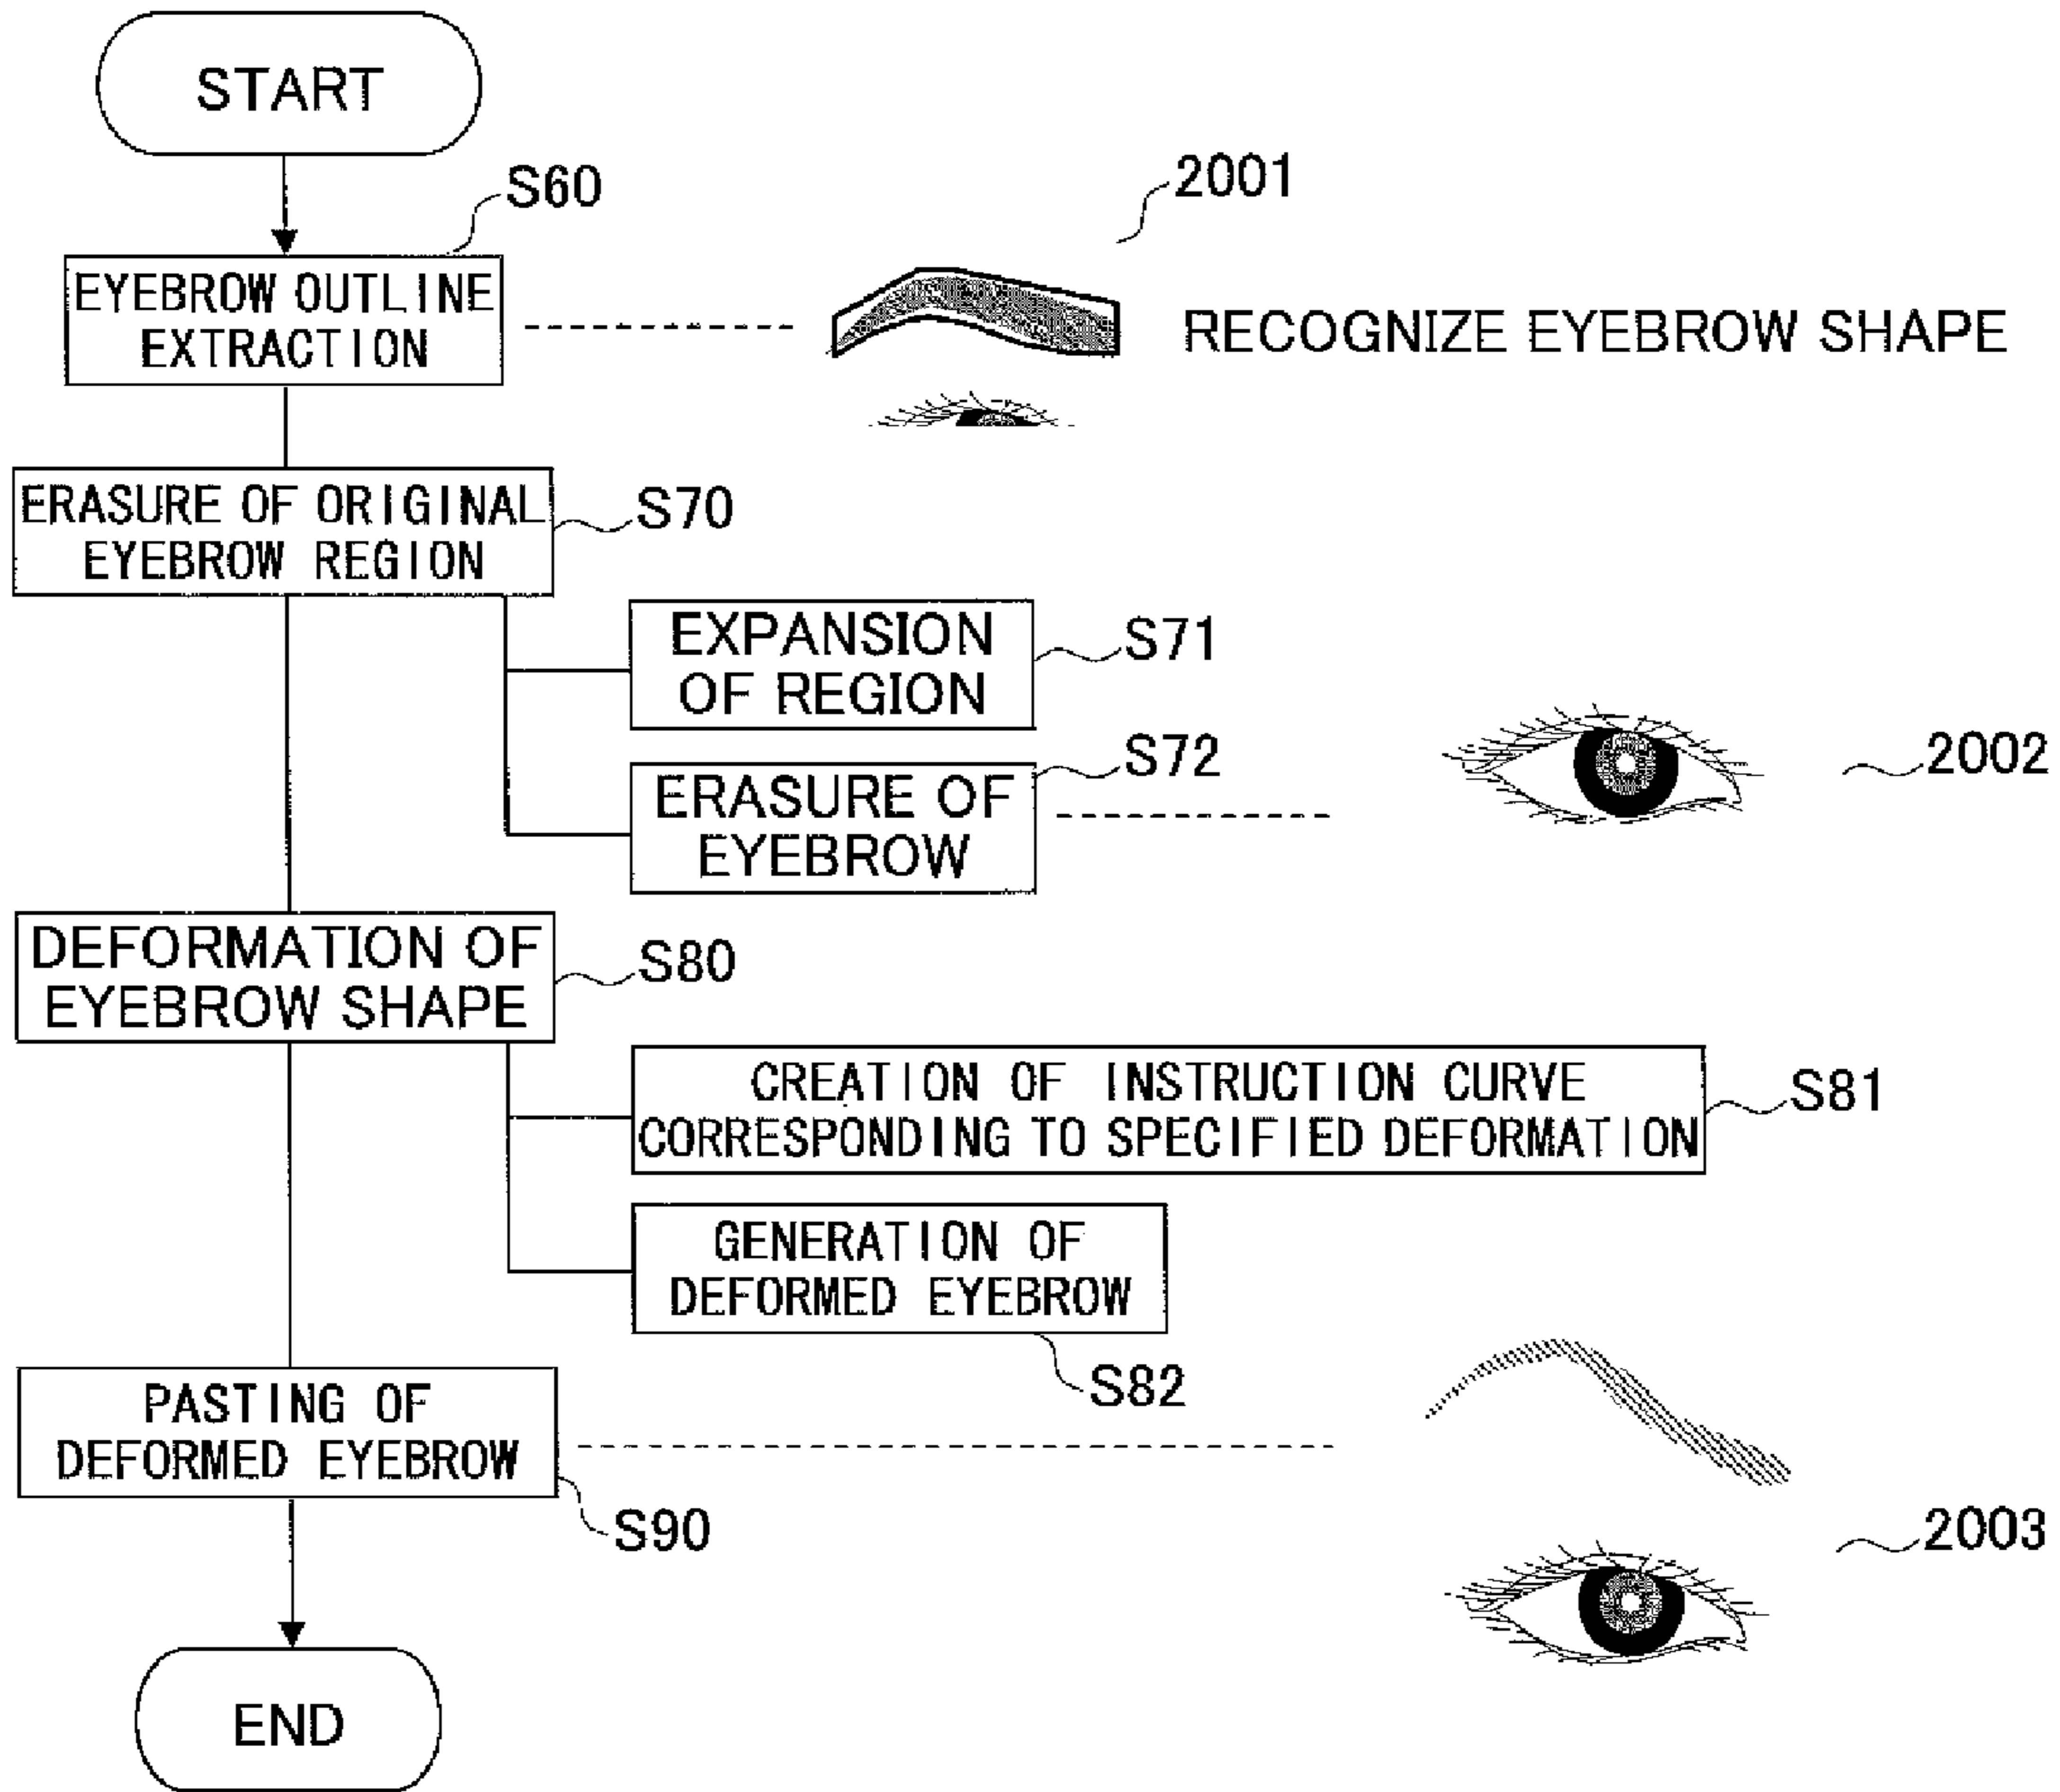 START
S60
2001
EYEBROW OUTLINE
EXTRACTION
RECOGNIZE EYEBROW SHAPE
ERASURE OF ORIGINAL
EYEBROW REGION
S70
EXPANSION
OF REGION
S71
ERASURE OF
EYEBROW
S72
2002
DEFORMATION OF
EYEBROW SHAPE
S80
CREATION OF INSTRUCTION CURVE
CORRESPONDING TO SPECIFIED DEFORMATION
S81
GENERATION OF
DEFORMED EYEBROW
S82
PASTING OF
DEFORMED EYEBROW
S90
2003
END